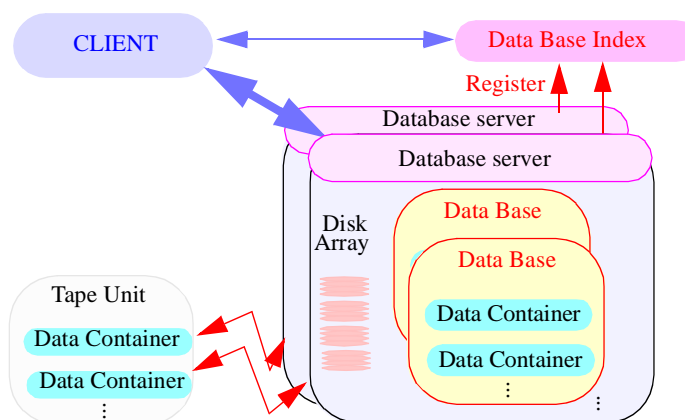 CLIENT
Data Base Index
Register
Database server
Database server
Data Base
Disk
Array
Data Base
Tape Unit
Data Container
Data Container
Data Container
Data Container